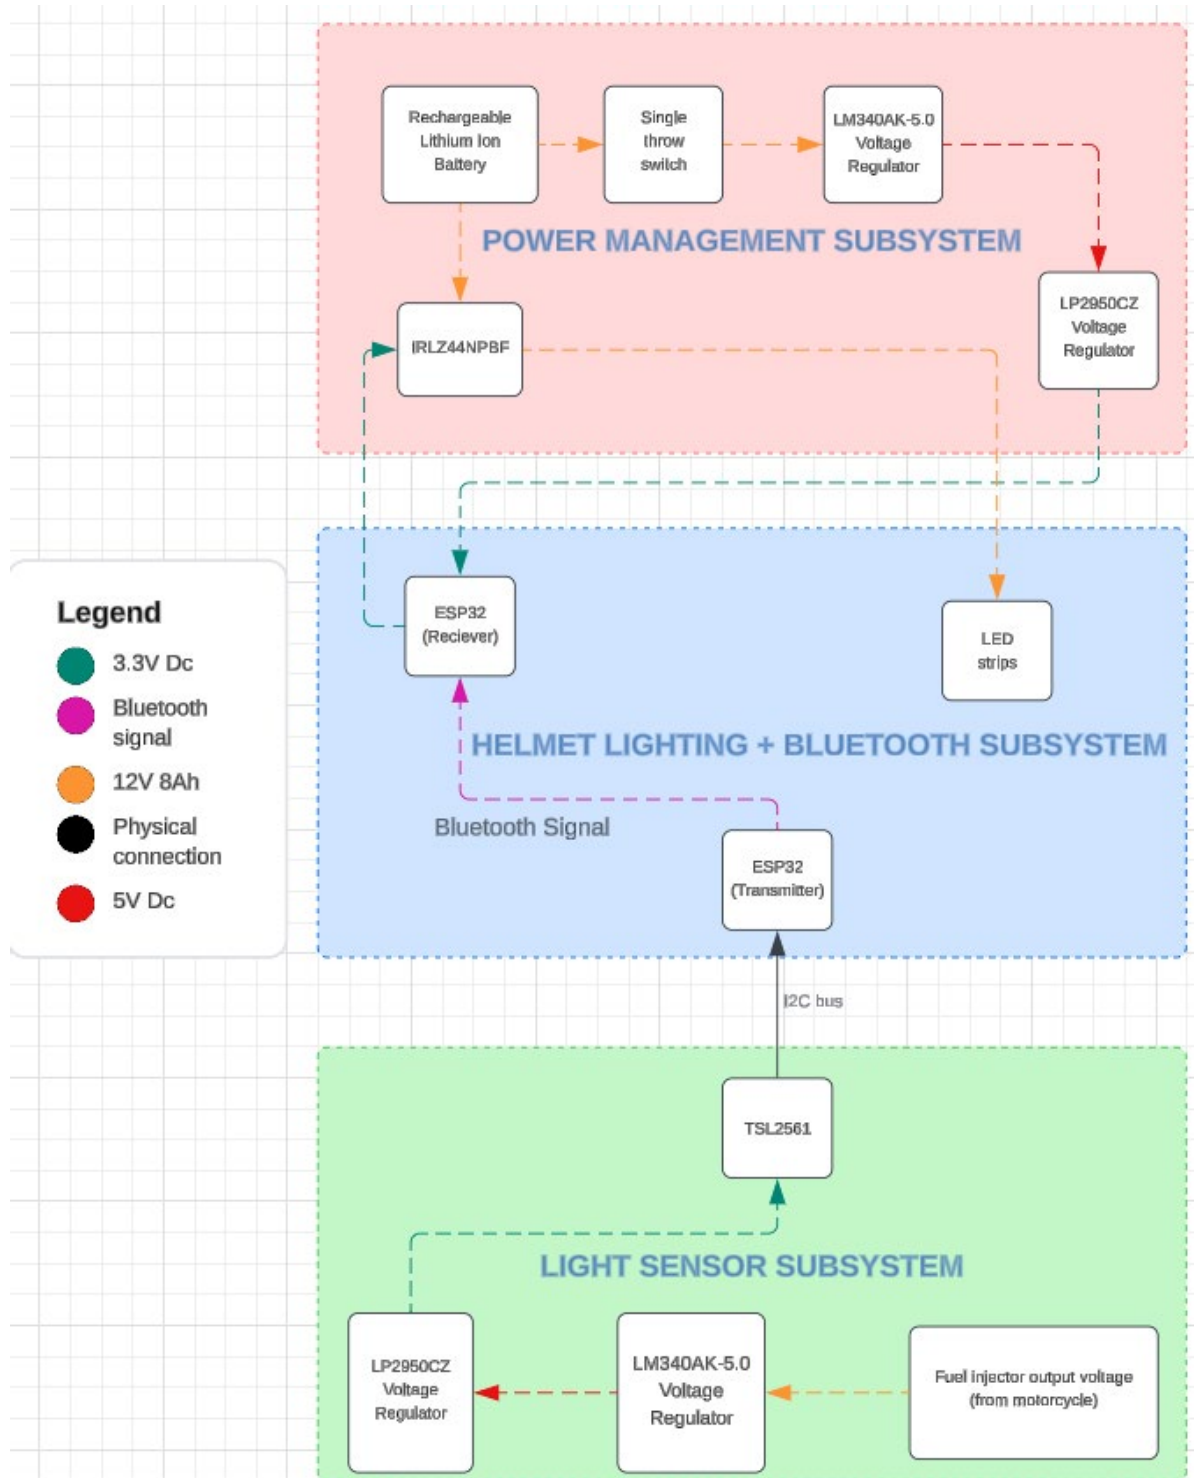 Rechargeable
Lithium Ion
Battery
Single
throw
switch
LM340AK-5.0
Voltage
Regulator
POWER MANAGEMENT SUBSYSTEM
LP2950CZ
Voltage
Regulator
IRLZ44NPBF
Legend
3.3V Dc
Bluetooth
signal
12V 8Ah
Physical
connection
5V Dc
ESP32
(Reciever)
LED
strips
HELMET LIGHTING + BLUETOOTH SUBSYSTEM
Bluetooth Signal
ESP32
(Transmitter)
I2C bus
TSL2561
LIGHT SENSOR SUBSYSTEM
LP2950CZ
Voltage
Regulator
LM340AK-5.0
Voltage
Regulator
Fuel injector output voltage
(from motorcycle)